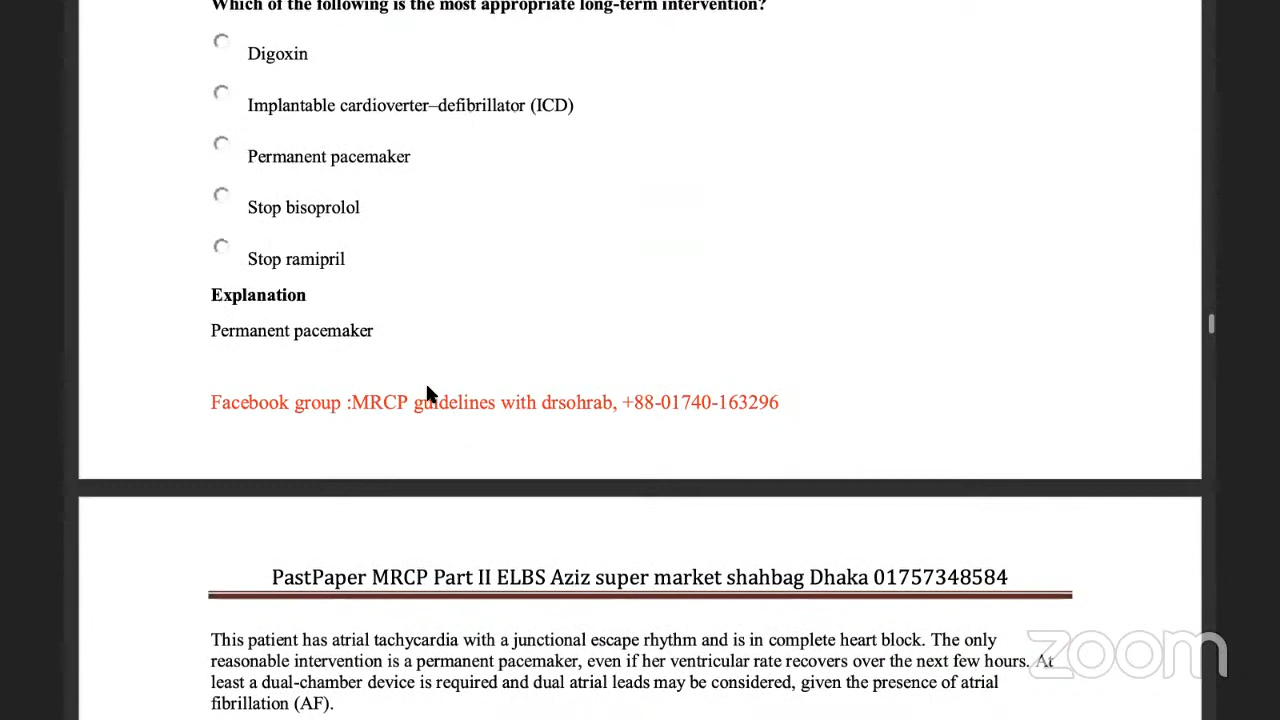 Which of the following is the most appropriate long-term intervention?
Digoxin
Implantable cardioverter–defibrillator (ICD)
Permanent pacemaker
Stop bisoprolol
Stop ramipril
Explanation
Permanent pacemaker
Facebook group :MRCP guidelines with drsohrab, +88-01740-163296
PastPaper MRCP Part II ELBS Aziz super market shahbag Dhaka 01757348584
This patient has atrial tachycardia with a junctional escape rhythm and is in complete heart block. The only
reasonable intervention is a permanent pacemaker, even if her ventricular rate recovers over the next few hours. At
least a dual-chamber device is required and dual atrial leads may be considered, given the presence of atrial
fibrillation (AF).
zoom